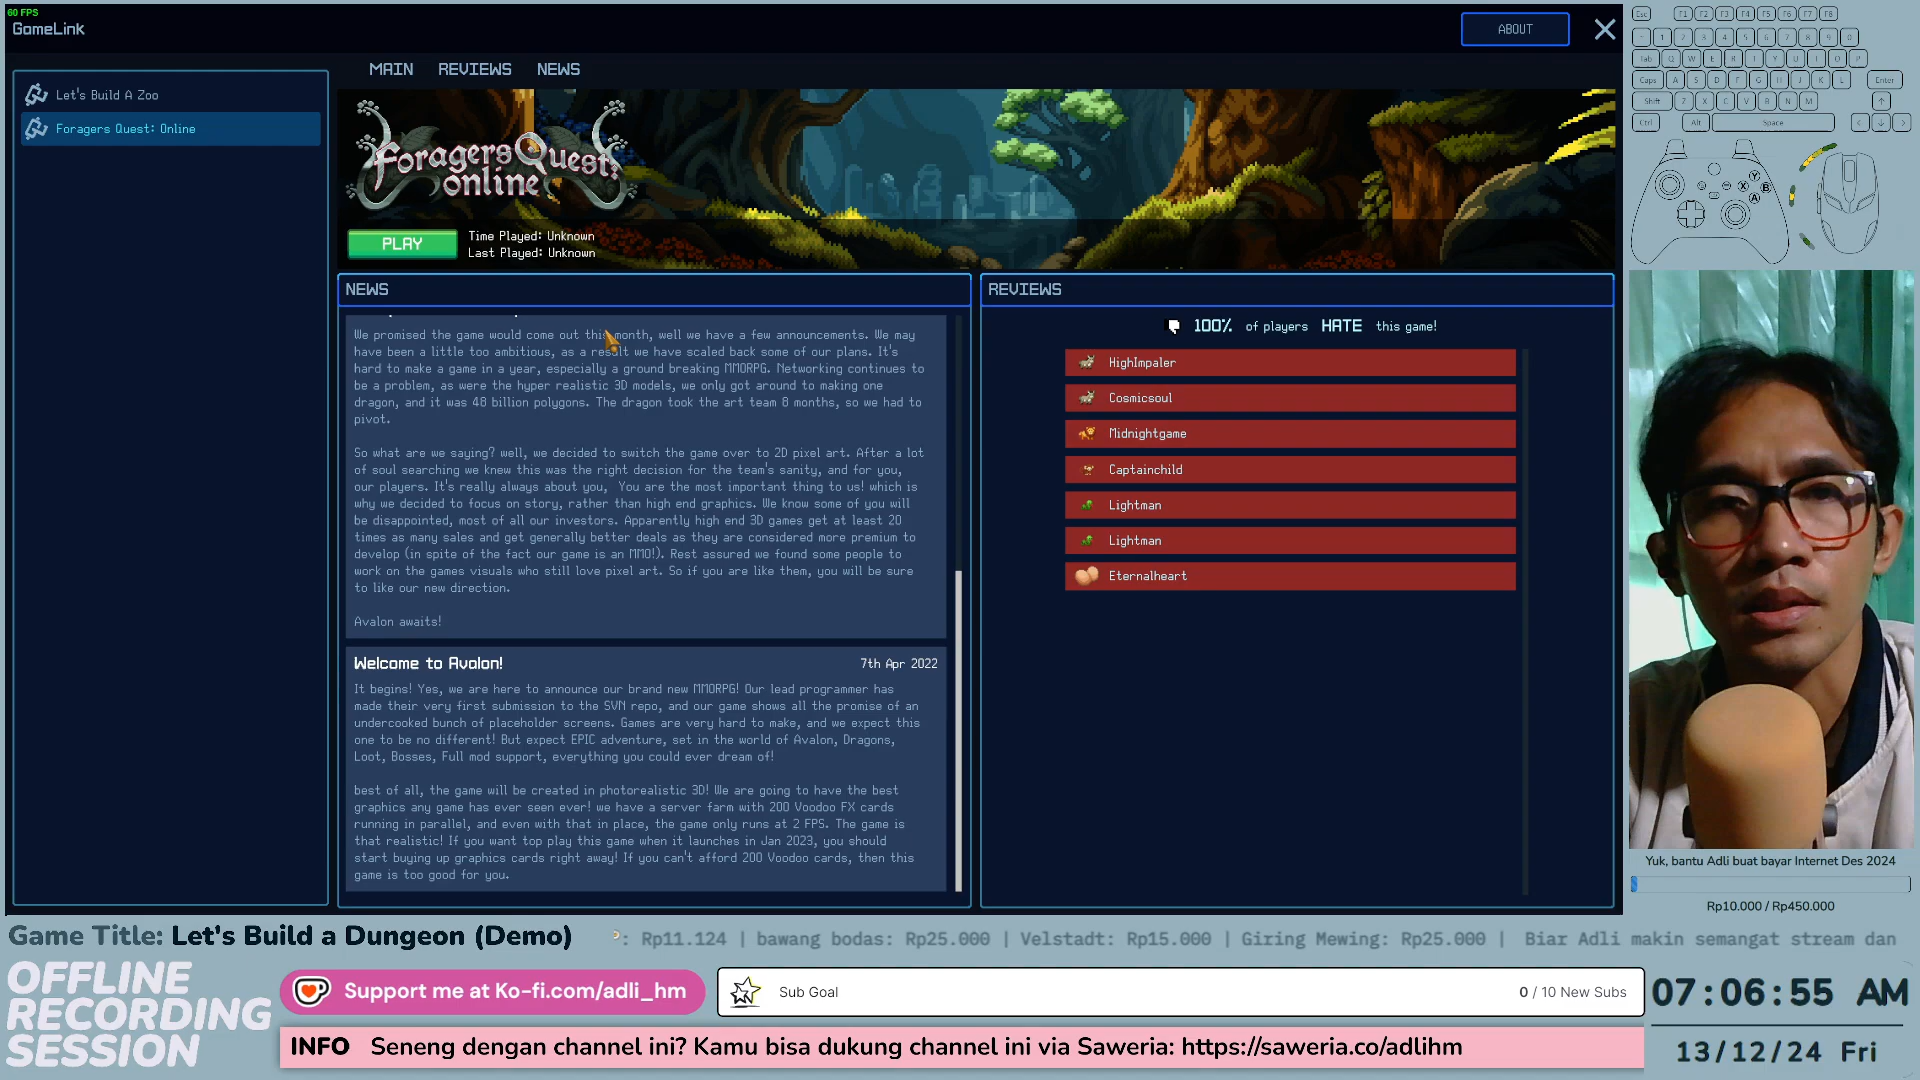 60 FPS
GameLink
ABOUT
Let's Build A Zoo
Foragers Quest: Online
MAIN REVIEWS NEWS
Foragers Quest:
online
PLAY
Time Played: Unknown
Last Played: Unknown
NEWS
We promised the game would come out this month, well we have a few announcements. We may
have been a little too ambitious, as a result we have scaled back some of our plans. It's
hard to make a game in a year, especially a ground breaking MMORPG. Networking continues to
be a problem, as were the hyper realistic 3D models, we only got around to making one
dragon, and it was 48 billion polygons. The dragon took the art team 8 months, so we had to
pivot.
So what are we saying? well, we decided to switch the game over to 2D pixel art. After a lot
of soul searching we knew this was the right decision for the team's sanity, and for you,
our players. It's really always about you, You are the most important thing to us! which is
why we decided to focus on story, rather than high end graphics. We know some of you will
be disappointed, most of all our investors. Apparently high end 3D games get at least 20
times as many sales and get generally better deals as they are considered more premium to
develop (in spite of the fact our game is an MMO!). Rest assured we found some people to
work on the games visuals who still love pixel art. So if you are like them, you will be sure
to like our new direction.
Avalon awaits!
Welcome to Avalon!
7th Apr 2022
It begins! Yes, we are here to announce our brand new MMORPG! Our lead programmer has
made their very first submission to the SVN repo, and our game shows all the promise of an
undercooked bunch of placeholder screens. Games are very hard to make, and we expect this
one to be no different! But expect EPIC adventure, set in the world of Avalon, Dragons,
Loot, Bosses, Full mod support, everything you could ever dream of!
best of all, the game will be created in photorealistic 3D! We are going to have the best
graphics any game has ever seen ever! we have a server farm with 200 Voodoo FX cards
running in parallel, and even with that in place, the game only runs at 2 FPS. The game is
that realistic! If you want top play this game when it launches in Jan 2023, you should
start buying up graphics cards right away! If you can't afford 200 Voodoo cards, then this
game is too good for you.
REVIEWS
100% of players HATE this game!
HighImpaler
Cosmicsoul
Midnightgame
Captainchild
Lightman
Lightman
Eternalheart
Esc F1 F2 F3 F4 F5 F6 F7 F8
~ 1 2 3 4 5 6 7 8 9 0
Tab Q W E R T Y U I O P
Caps A S D F G H J K L Enter
Shift Z X C V B N M ↑
Ctrl Alt Space < ↓ >
Y
X B
A
Yuk, bantu Adli buat bayar Internet Des 2024
Rp10.000 / Rp450.000
Game Title: Let's Build a Dungeon (Demo)
: Rp11.124 | bawang bodas: Rp25.000 | Velstadt: Rp15.000 | Giring Mewing: Rp25.000 | Biar Adli makin semangat stream dan
OFFLINE
RECORDING
SESSION
Support me at Ko-fi.com/adli_hm
Sub Goal
0 / 10 New Subs
INFO Seneng dengan channel ini? Kamu bisa dukung channel ini via Saweria: https://saweria.co/adlihm
07:06:55 AM
13/12/24 Fri